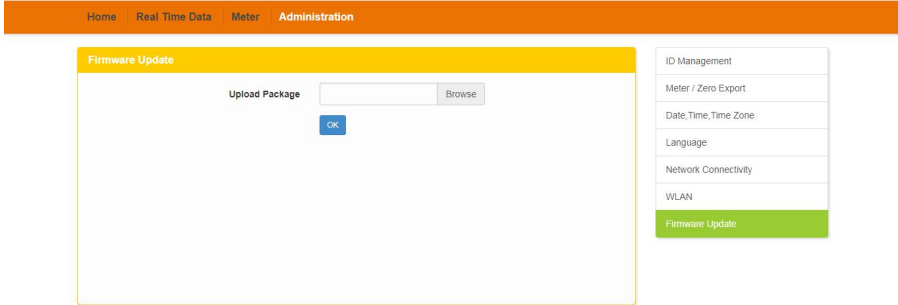 Home Real Time Data Meter Administration
Firmware Update
Upload Package Browse
OK
ID Management
Meter / Zero Export
Date,Time,Time Zone
Language
Network Connectivity
WLAN
Firmware Update